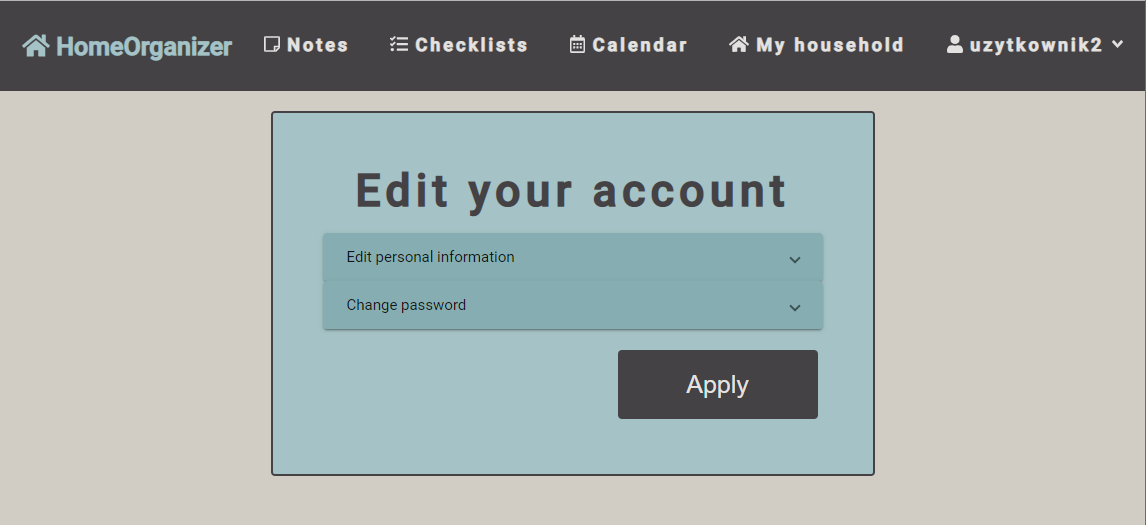 HomeOrganizer Notes Checklists Calendar My household uzytkownik2
Edit your account
Edit personal information
Change password
Apply